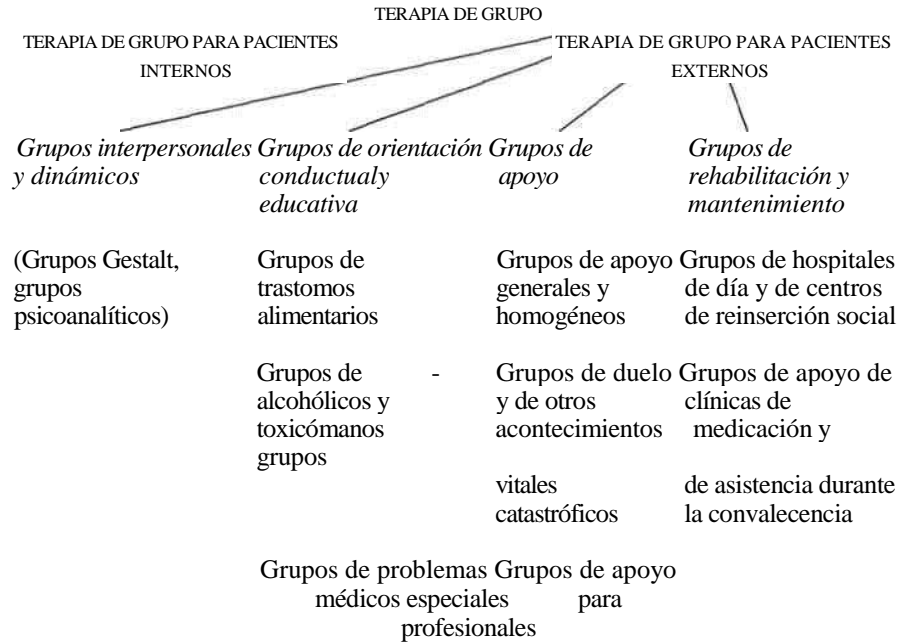 TERAPIA DE GRUPO
TERAPIA DE GRUPO PARA PACIENTES
INTERNOS
TERAPIA DE GRUPO PARA PACIENTES
EXTERNOS
Grupos interpersonales
y dinámicos
(Grupos Gestalt,
grupos
psicoanalíticos)
Grupos de orientación
conductualy
educativa
Grupos de
trastomos
alimentarios
Grupos de -
alcohólicos y
toxicómanos
grupos
Grupos de problemas
médicos especiales
Grupos de
apoyo
Grupos de apoyo
generales y
homogéneos
Grupos de duelo
y de otros
acontecimientos
vitales
catastróficos
Grupos de apoyo
para
profesionales
Grupos de
rehabilitación y
mantenimiento
Grupos de hospitales
de día y de centros
de reinserción social
Grupos de apoyo de
clínicas de
medicación y
de asistencia durante
la convalecencia